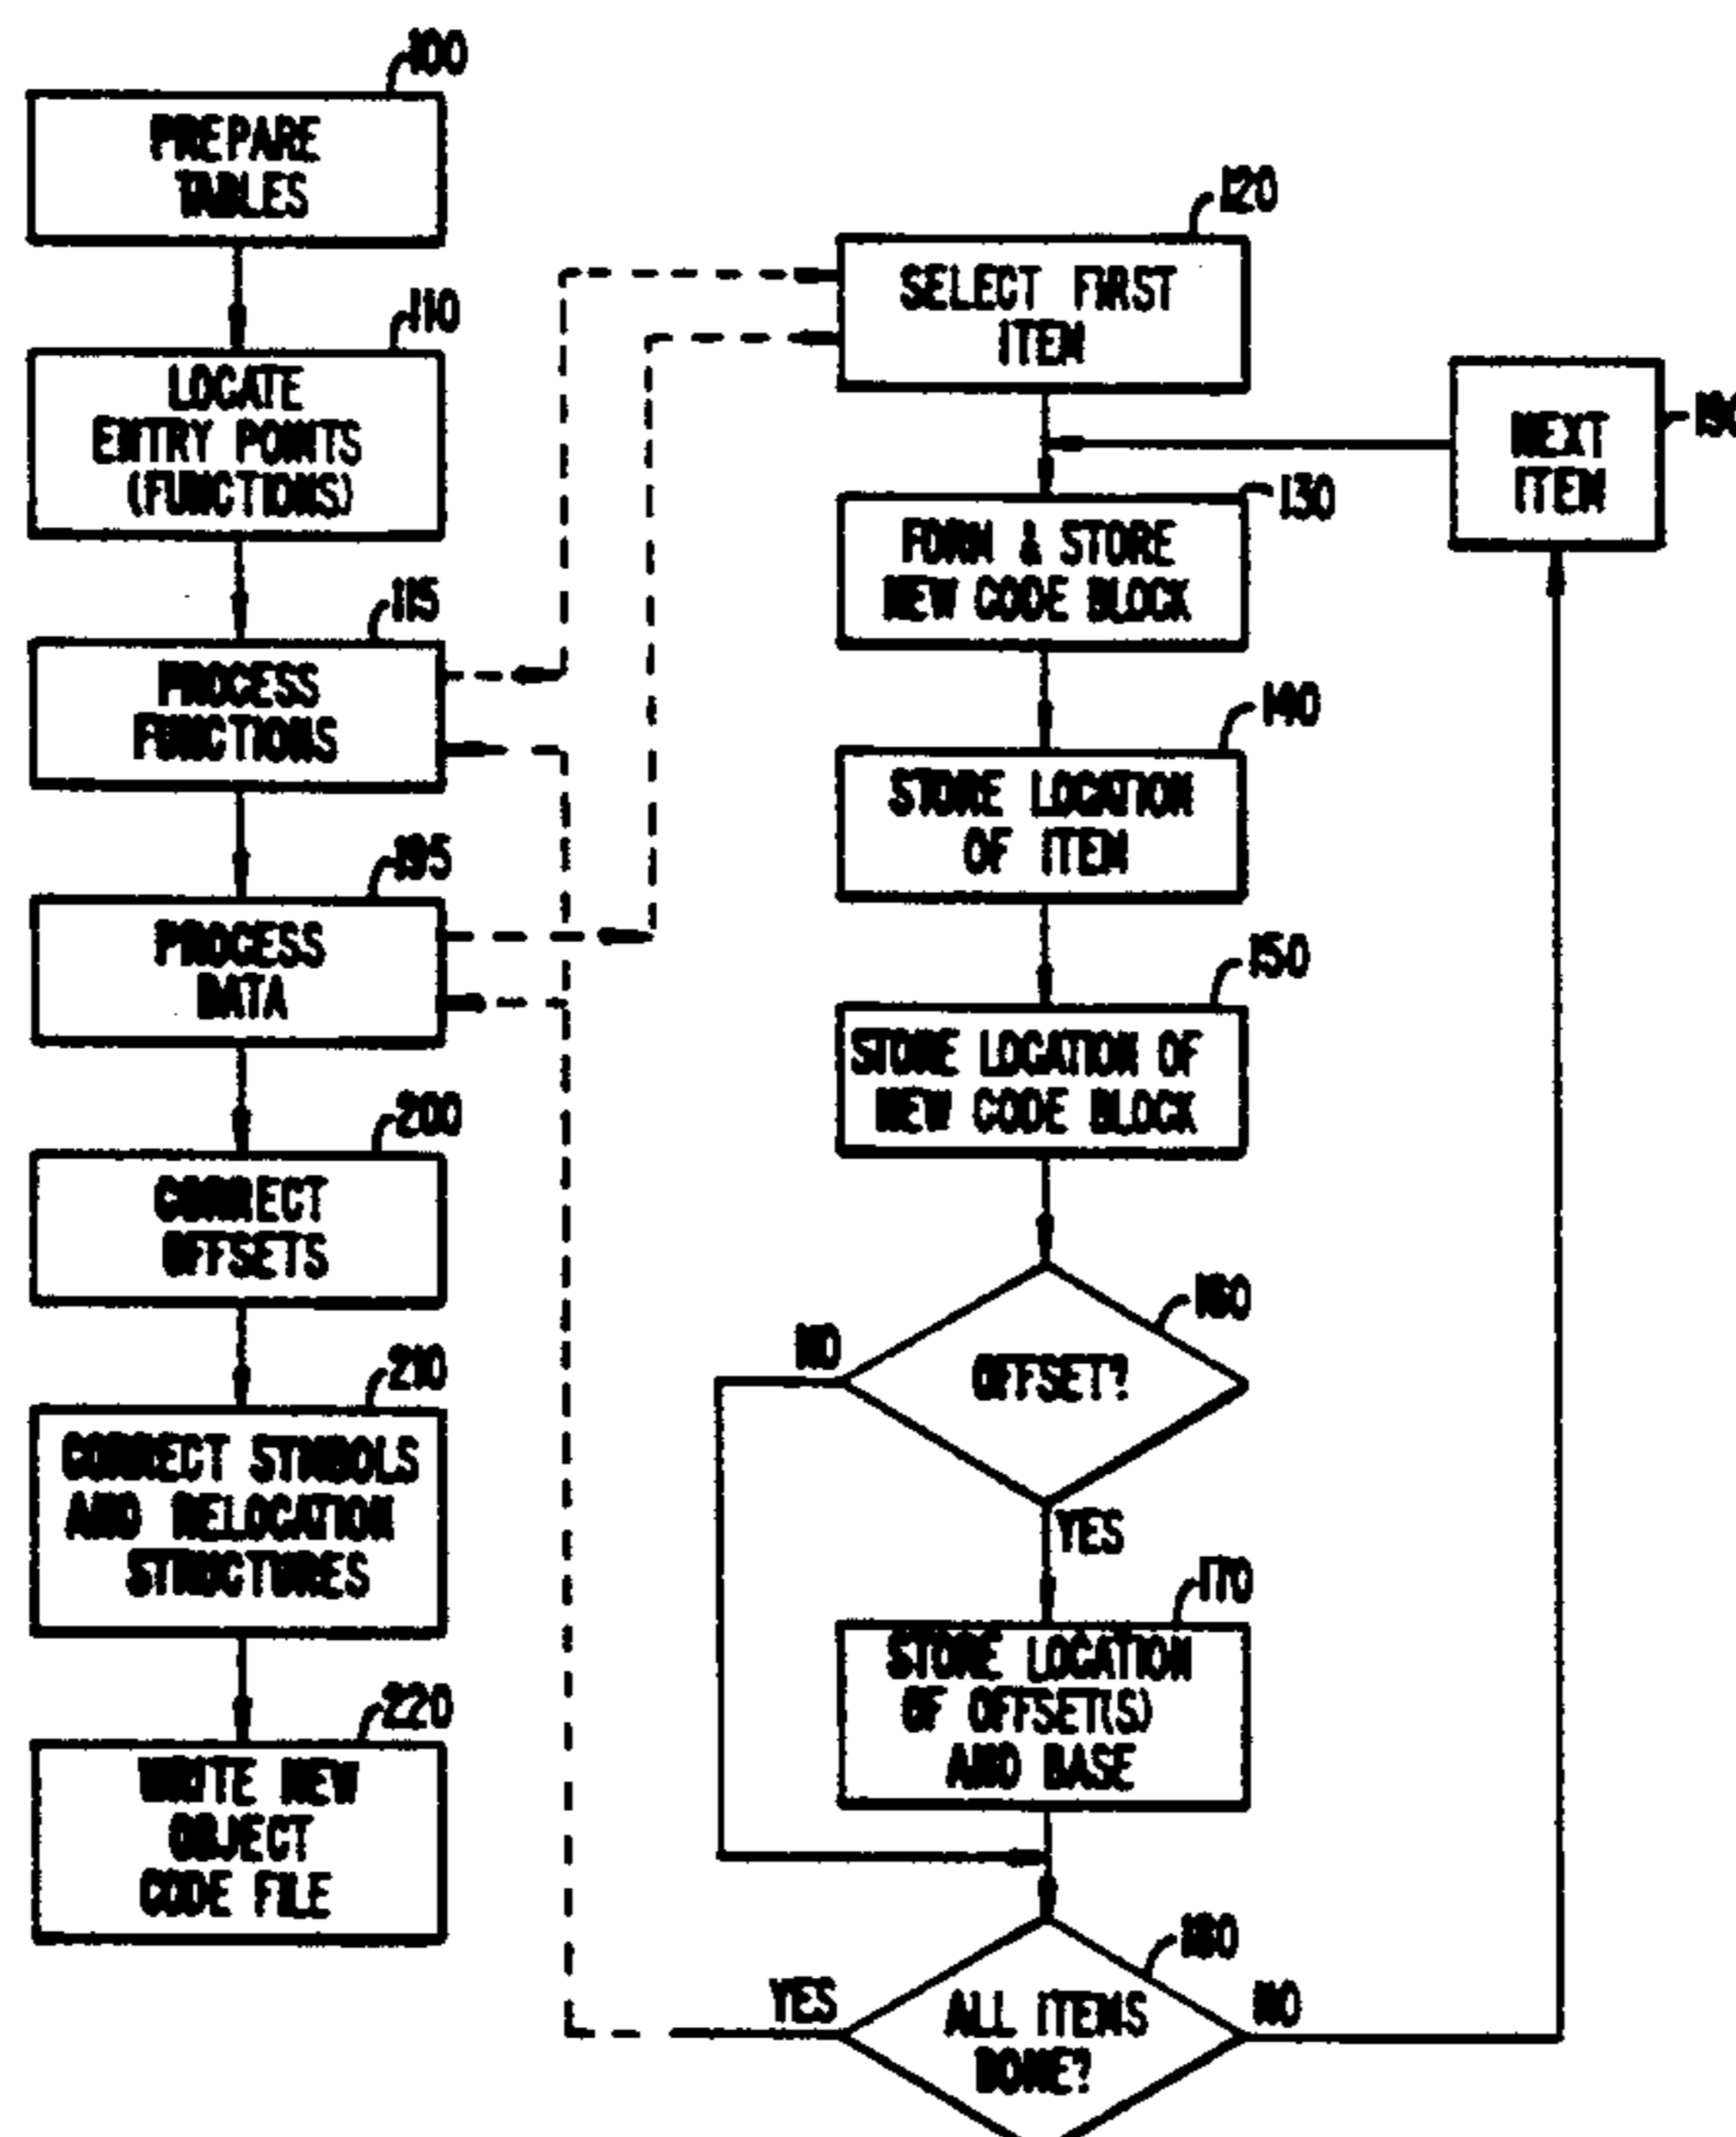 100
PREPARE
TABLES
110
LOCATE
ENTRY POINTS
(FUNCTIONS)
115
PROCESS
FUNCTIONS
195
PROCESS
DATA
200
CORRECT
OFFSETS
210
CORRECT SYMBOLS
AND RELOCATION
STRUCTURES
220
WRITE NEW
OBJECT
CODE FILE
120
SELECT FIRST
ITEM
130
FORM & STORE
NEW CODE BLOCK
140
STORE LOCATION
OF ITEM
150
STORE LOCATION OF
NEW CODE BLOCK
160
OFFSET?
NO
YES
170
STORE LOCATION
OF OFFSET(S)
AND BASE
180
ALL ITEMS
DONE?
YES
NO
NEXT
ITEM